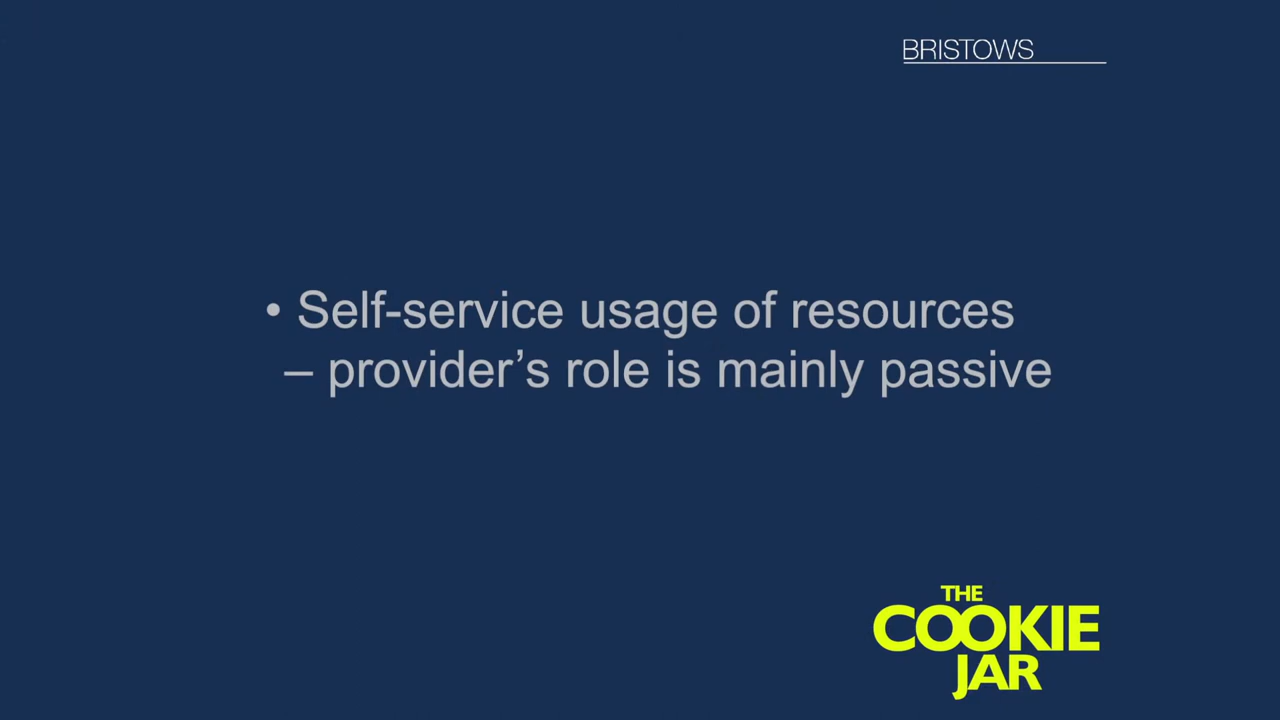 BRISTOWS
• Self-service usage of resources
– provider’s role is mainly passive
THE
COOKIE
JAR